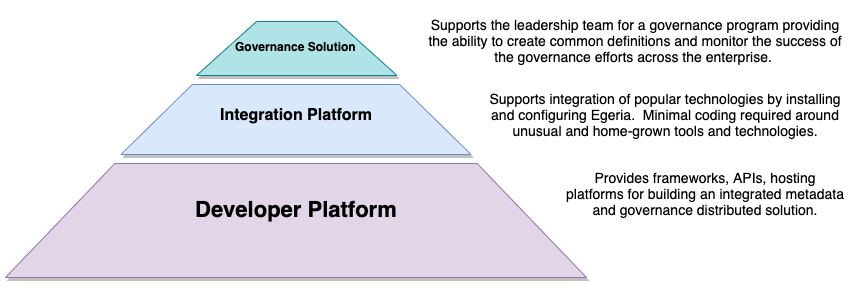 Governance Solution
Supports the leadership team for a governance program providing
the ability to create common definitions and monitor the success of
the governance efforts across the enterprise.
Integration Platform
Supports integration of popular technologies by installing
and configuring Egeria.  Minimal coding required around
unusual and home-grown tools and technologies.
Developer Platform
Provides frameworks, APIs, hosting
platforms for building an integrated metadata
and governance distributed solution.